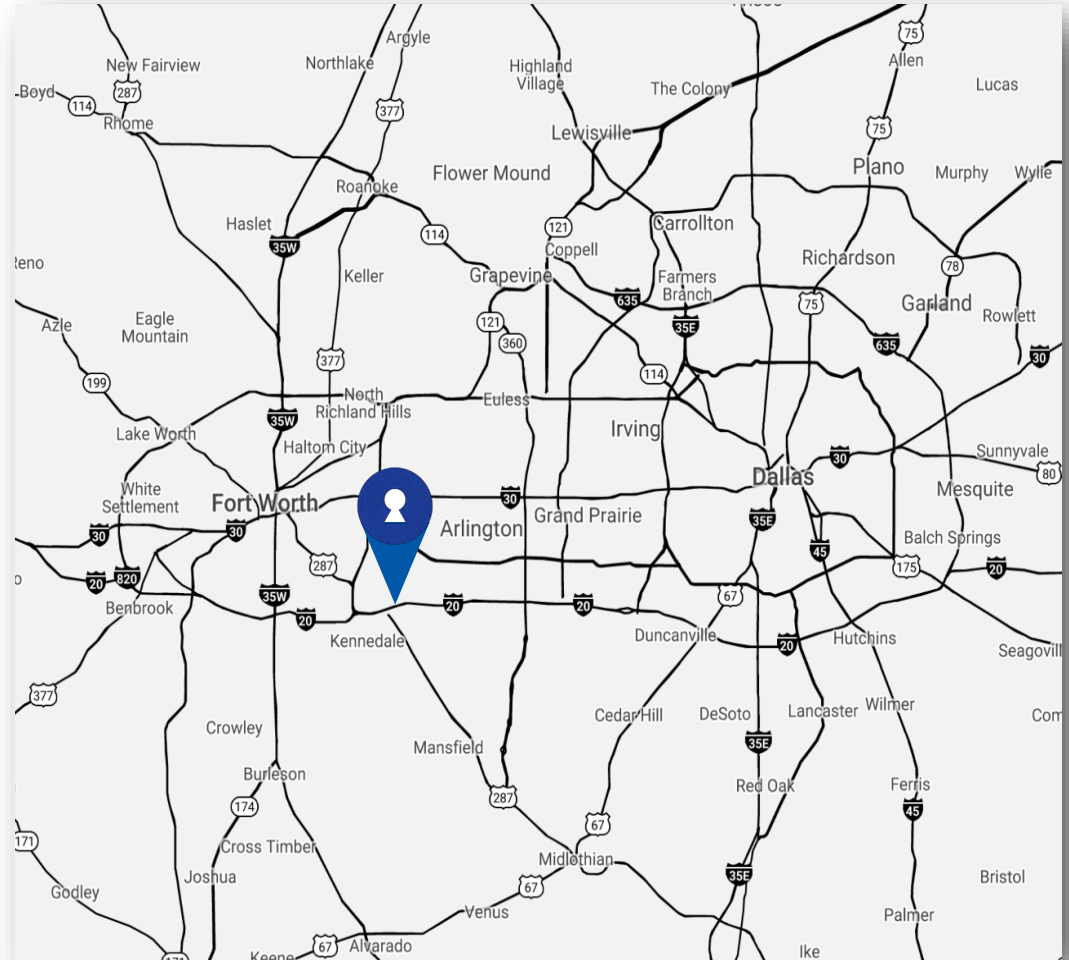 Argyle
75
New Fairview
Northlake
Highland
Village
Allen
Boyd
114
287
377
The Colony
Lucas
Rhome
Lewisville
75
Flower Mound
Plano
Murphy
Wylie
Roanoke
Haslet
35W
114
121
Carrollton
Coppell
Richardson
Reno
Keller
Grapevine
635
Farmers
Branch
75
78
Garland
Rowlett
Azle
Eagle
Mountain
121
360
35E
635
30
377
199
114
North
Richland Hills
Euless
35W
Lake Worth
Haltom City
Irving
30
Sunnyvale
80
White
Settlement
Fort Worth
30
Dallas
Mesquite
30
30
Arlington
Grand Prairie
35E
45
Balch Springs
20
820
287
175
20
Benbrook
35W
20
20
20
67
Kennedale
Duncanville
20
Hutchins
Seagovill
377
Crowley
Cedar Hill
DeSoto
Lancaster
Wilmer
Com
Mansfield
35E
Burleson
287
Red Oak
Ferris
45
174
67
171
Cross Timber
Midlothian
Godley
Joshua
67
35E
Bristol
Venus
Palmer
67
Alvarado
Keene
Ike
171